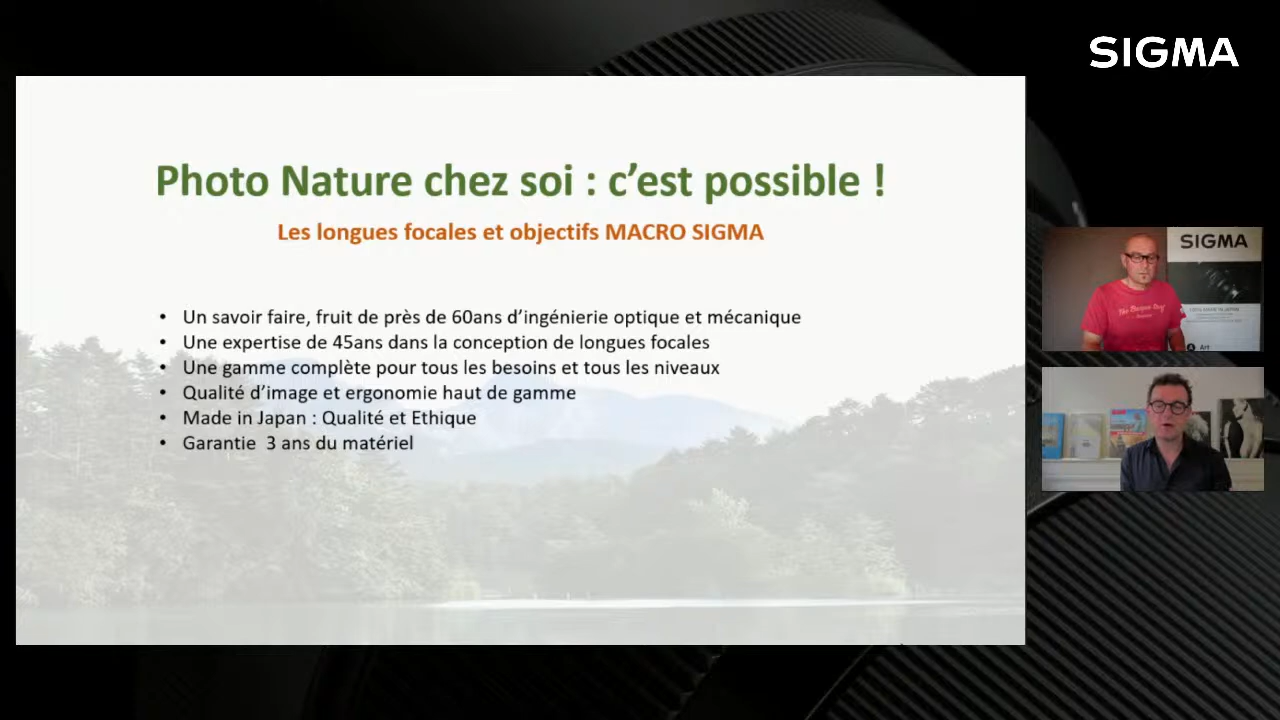 SIGMA
Photo Nature chez soi : c’est possible !
Les longues focales et objectifs MACRO SIGMA
• Un savoir faire, fruit de près de 60ans d’ingénierie optique et mécanique
• Une expertise de 45ans dans la conception de longues focales
• Une gamme complète pour tous les besoins et tous les niveaux
• Qualité d’image et ergonomie haut de gamme
• Made in Japan : Qualité et Ethique
• Garantie  3 ans du matériel
SIGMA
Art